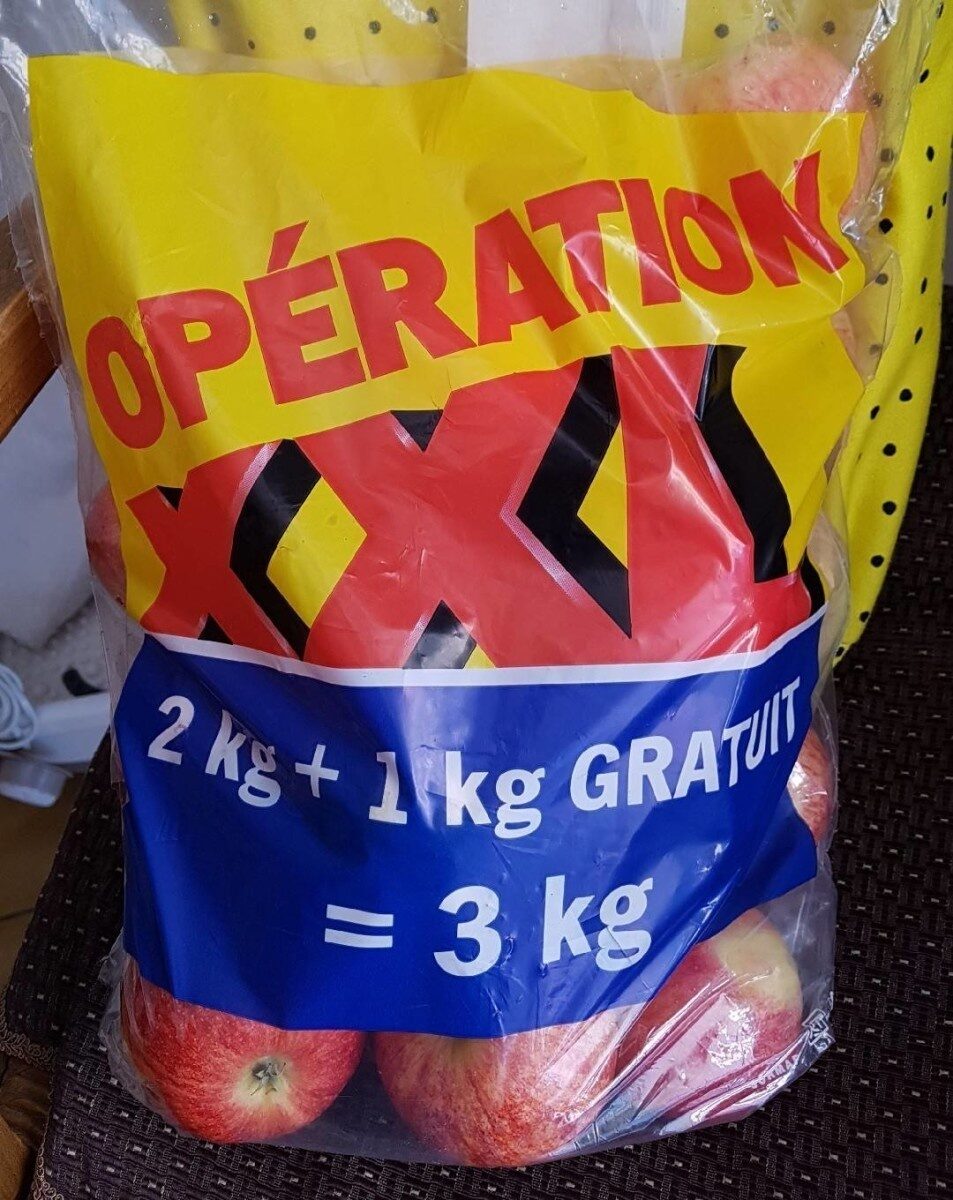 OPÉRATION
XXL
2 kg + 1 kg GRATUIT
= 3 kg